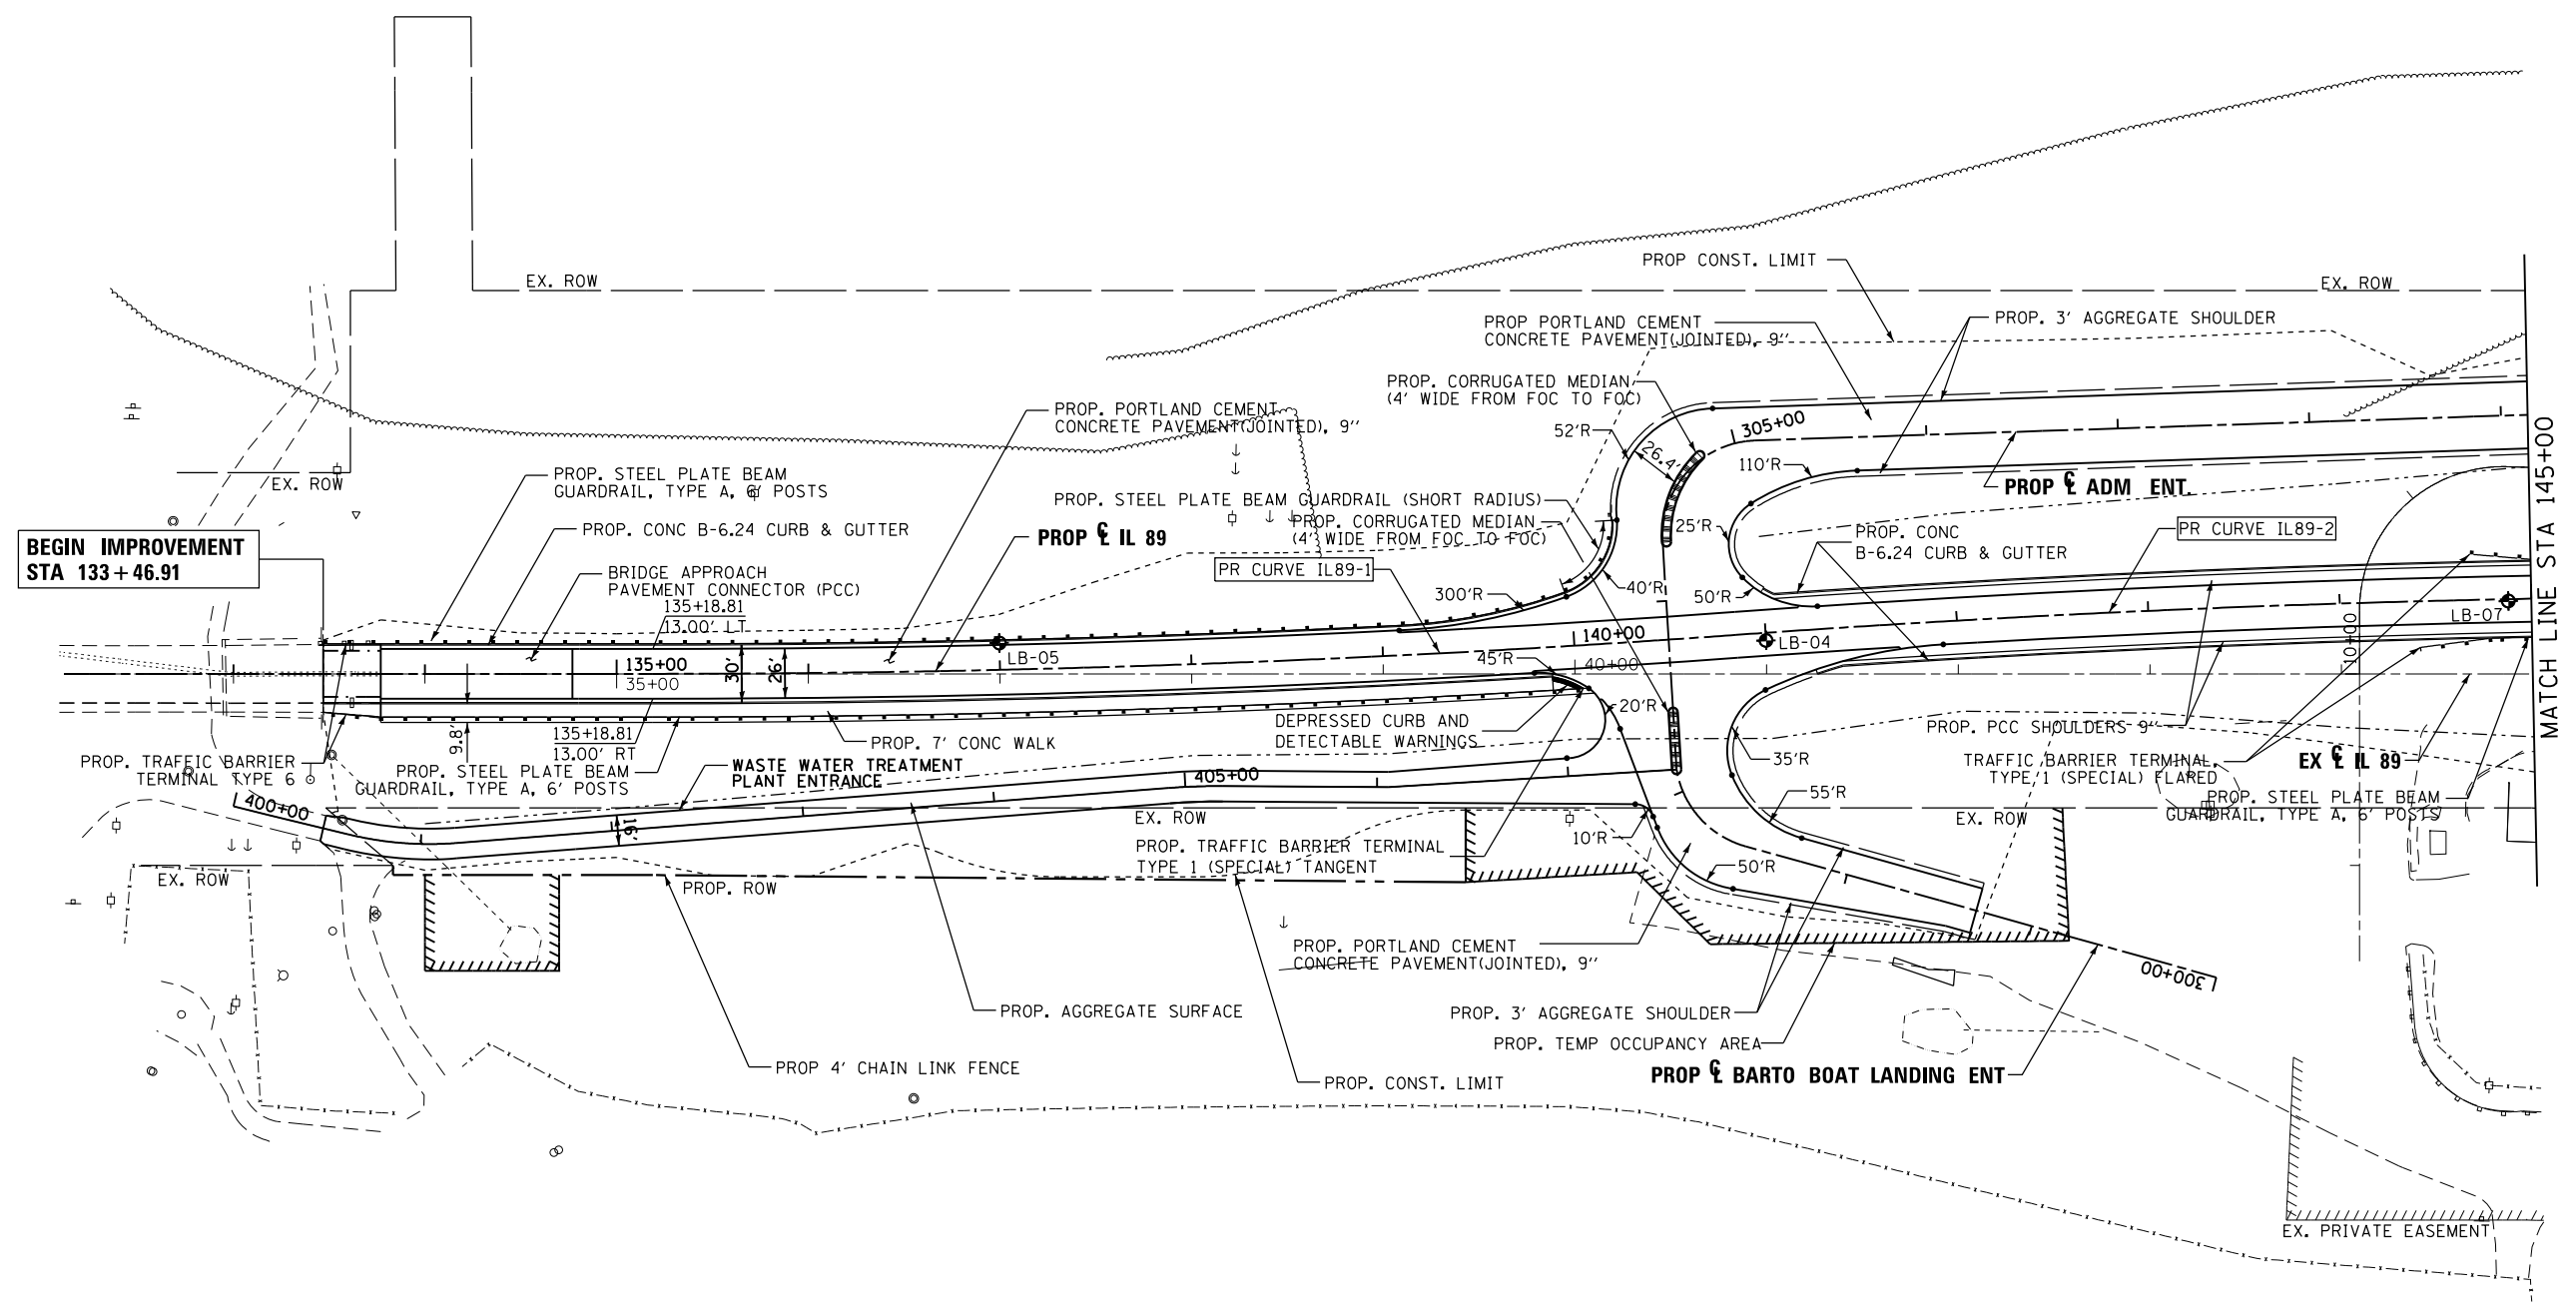 EX. ROW
EX. ROW
PROP CONST. LIMIT
PROP PORTLAND CEMENT
CONCRETE PAVEMENT(JOINTED), 9''
PROP. 3' AGGREGATE SHOULDER
PROP. CORRUGATED MEDIAN
(4' WIDE FROM FOC TO FOC)
PROP. PORTLAND CEMENT
CONCRETE PAVEMENT(JOINTED), 9''
52'R
26.4'
305+00
110'R
PROP. STEEL PLATE BEAM
GUARDRAIL, TYPE A, 6' POSTS
EX. ROW
PROP ℄ ADM ENT.
PROP. STEEL PLATE BEAM GUARDRAIL (SHORT RADIUS)
PROP. CORRUGATED MEDIAN
(4' WIDE FROM FOC TO FOC)
25'R
PROP. CONC
B-6.24 CURB & GUTTER
PR CURVE IL89-2
MATCH LINE STA 145+00
PROP. CONC B-6.24 CURB & GUTTER
PROP ℄ IL 89
BEGIN IMPROVEMENT
STA 133+46.91
BRIDGE APPROACH
PAVEMENT CONNECTOR (PCC)
PR CURVE IL89-1
300'R
40'R
50'R
135+18.81
13.00' LT
LB-07
140+00
LB-04
LB-05
135+00
35+00
30'
26'
45'R
40+00
10+00
20'R
DEPRESSED CURB AND
DETECTABLE WARNINGS
PROP. PCC SHOULDERS 9''
9.8'
135+18.81
13.00' RT
PROP. 7' CONC WALK
PROP. TRAFFIC BARRIER
TERMINAL TYPE 6
PROP. STEEL PLATE BEAM
GUARDRAIL, TYPE A, 6' POSTS
WASTE WATER TREATMENT
PLANT ENTRANCE
405+00
35'R
TRAFFIC BARRIER TERMINAL,
TYPE 1 (SPECIAL) FLARED
EX ℄ IL 89
400+00
16'
55'R
PROP. STEEL PLATE BEAM
GUARDRAIL, TYPE A, 6' POSTS
EX. ROW
EX. ROW
10'R
PROP. TRAFFIC BARRIER TERMINAL
TYPE 1 (SPECIAL) TANGENT
50'R
EX. ROW
PROP. ROW
PROP. PORTLAND CEMENT
CONCRETE PAVEMENT(JOINTED), 9''
300+00
PROP. AGGREGATE SURFACE
PROP. 3' AGGREGATE SHOULDER
PROP. TEMP OCCUPANCY AREA
PROP 4' CHAIN LINK FENCE
PROP. CONST. LIMIT
PROP ℄ BARTO BOAT LANDING ENT
EX. PRIVATE EASEMENT